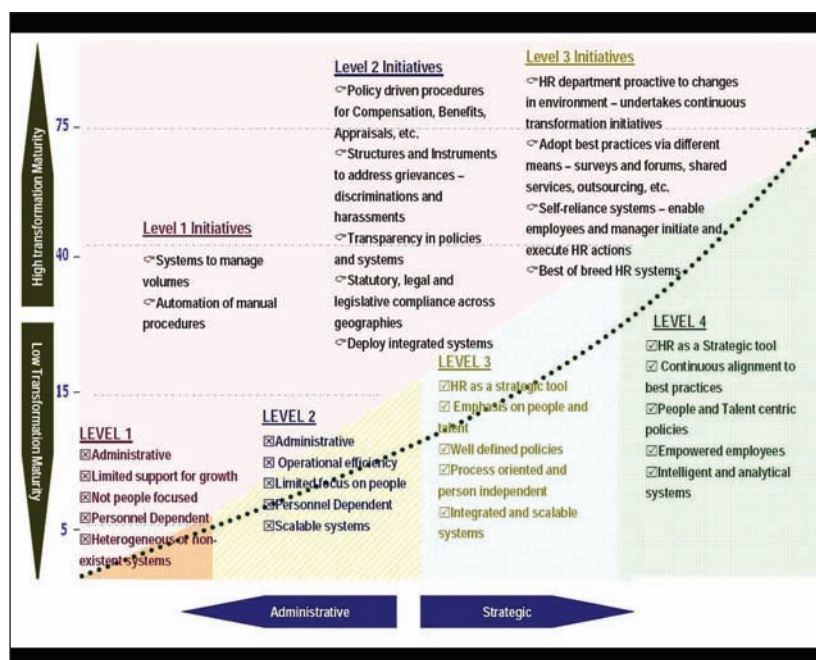 High transformation Maturity
Low Transformation Maturity
75
40
15
5
Level 1 Initiatives
Systems to manage
volumes
Automation of manual
procedures
Level 2 Initiatives
Policy driven procedures
for Compensation, Benefits,
Appraisals, etc.
Structures and Instruments
to address grievances –
discriminations and
harassments
Transparency in policies
and systems
Statutory, legal and
legislative compliance across
geographies
Deploy integrated systems
Level 3 Initiatives
HR department proactive to changes
in environment – undertakes continuous
transformation initiatives
Adopt best practices via different
means – surveys and forums, shared
services, outsourcing, etc.
Self-reliance systems – enable
employees and manager initiate and
execute HR actions
Best of breed HR systems
LEVEL 1
☒Administrative
☒Limited support for growth
☒Not people focused
☒Personnel Dependent
☒Heterogeneous or non-
existent systems
LEVEL 2
☒Administrative
☒ Operational efficiency
☒Limited focus on people
☒Personnel Dependent
☒Scalable systems
LEVEL 3
☑HR as a strategic tool
☑ Emphasis on people and
talent
☑Well defined policies
☑Process oriented and
person independent
☑Integrated and scalable
systems
LEVEL 4
☑HR as a Strategic tool
☑ Continuous alignment to
best practices
☑People and Talent centric
policies
☑Empowered employees
☑Intelligent and analytical
systems
Administrative
Strategic